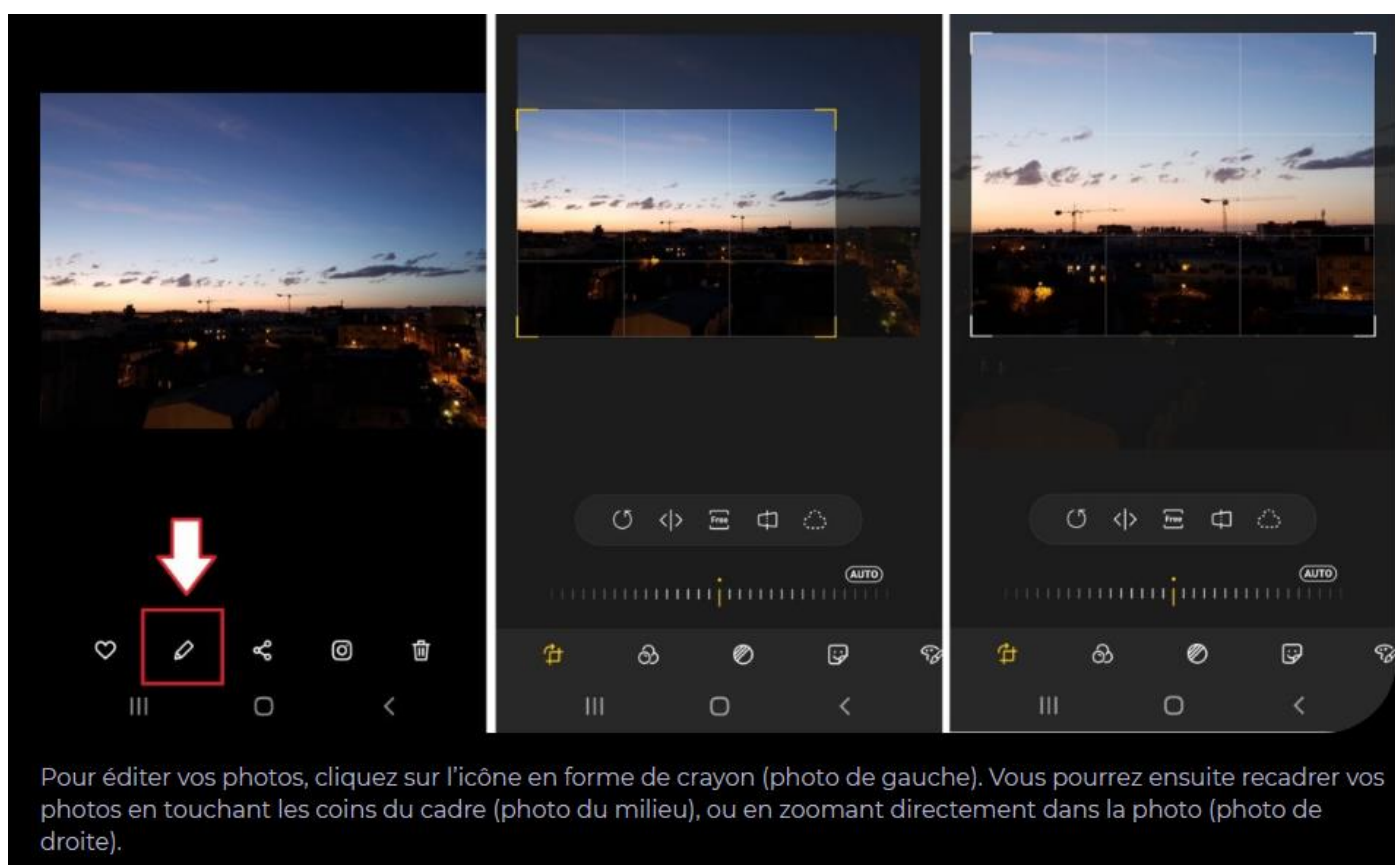 Free
Free
AUTO
AUTO
Pour éditer vos photos, cliquez sur l'icône en forme de crayon (photo de gauche). Vous pourrez ensuite recadrer vos
photos en touchant les coins du cadre (photo du milieu), ou en zoomant directement dans la photo (photo de
droite).